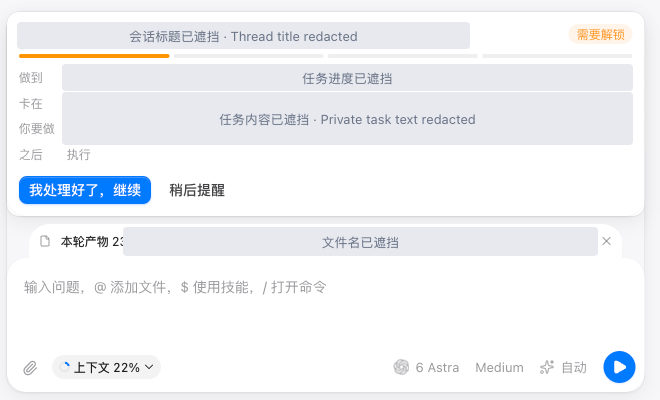 会话标题已遮挡 · Thread title redacted
需要解锁
做到 任务进度已遮挡
卡在
你要做 任务内容已遮挡 · Private task text redacted
之后 执行
我处理好了，继续 稍后提醒
本轮产物 23 文件名已遮挡
输入问题，@ 添加文件，$ 使用技能，/ 打开命令
上下文 22% 6 Astra Medium 自动